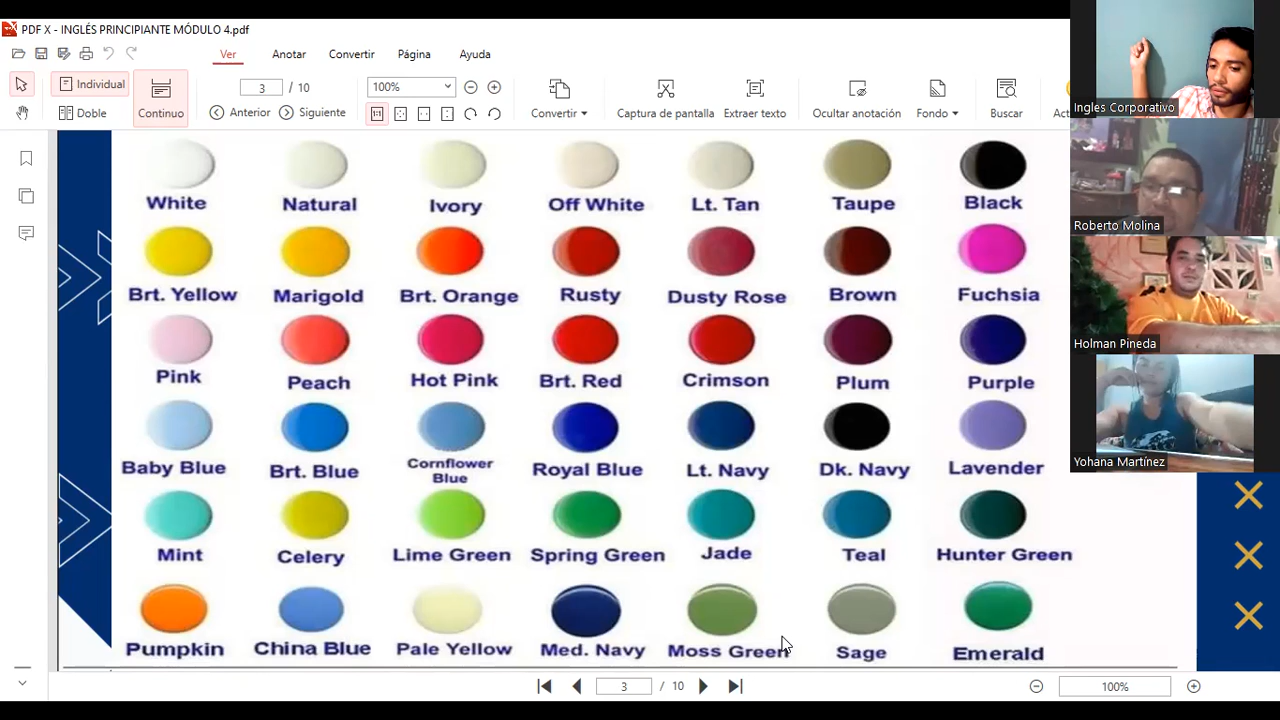 PDF X - INGLÉS PRINCIPIANTE MÓDULO 4.pdf
Ver Anotar Convertir Página Ayuda
Individual
Doble
Continuo
3 / 10
Anterior Siguiente
100%
Convertir
Captura de pantalla
Extraer texto
Ocultar anotación
Fondo
Buscar
White Natural Ivory Off White Lt. Tan Taupe Black
Brt. Yellow Marigold Brt. Orange Rusty Dusty Rose Brown Fuchsia
Pink Peach Hot Pink Brt. Red Crimson Plum Purple
Baby Blue Brt. Blue Cornflower Blue Royal Blue Lt. Navy Dk. Navy Lavender
Mint Celery Lime Green Spring Green Jade Teal Hunter Green
Pumpkin China Blue Pale Yellow Med. Navy Moss Green Sage Emerald
3 / 10
100%
Ingles Corporativo
Roberto Molina
Holman Pineda
Yohana Martínez